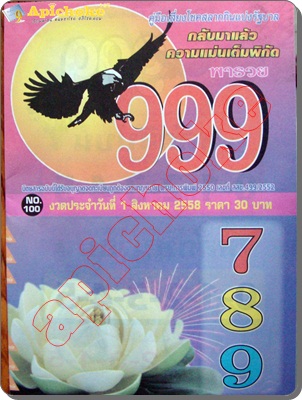 Apichoke
คู่มือเสี่ยงโชคสลากกินแบ่งรัฐบาล
กลับมาแล้ว
ความแม่นเต็มพิกัด
การวย
999
NO.
100
งวดประจำวันที่ 1 สิงหาคม 2558 ราคา 30 บาท
7
8
9
apichoke